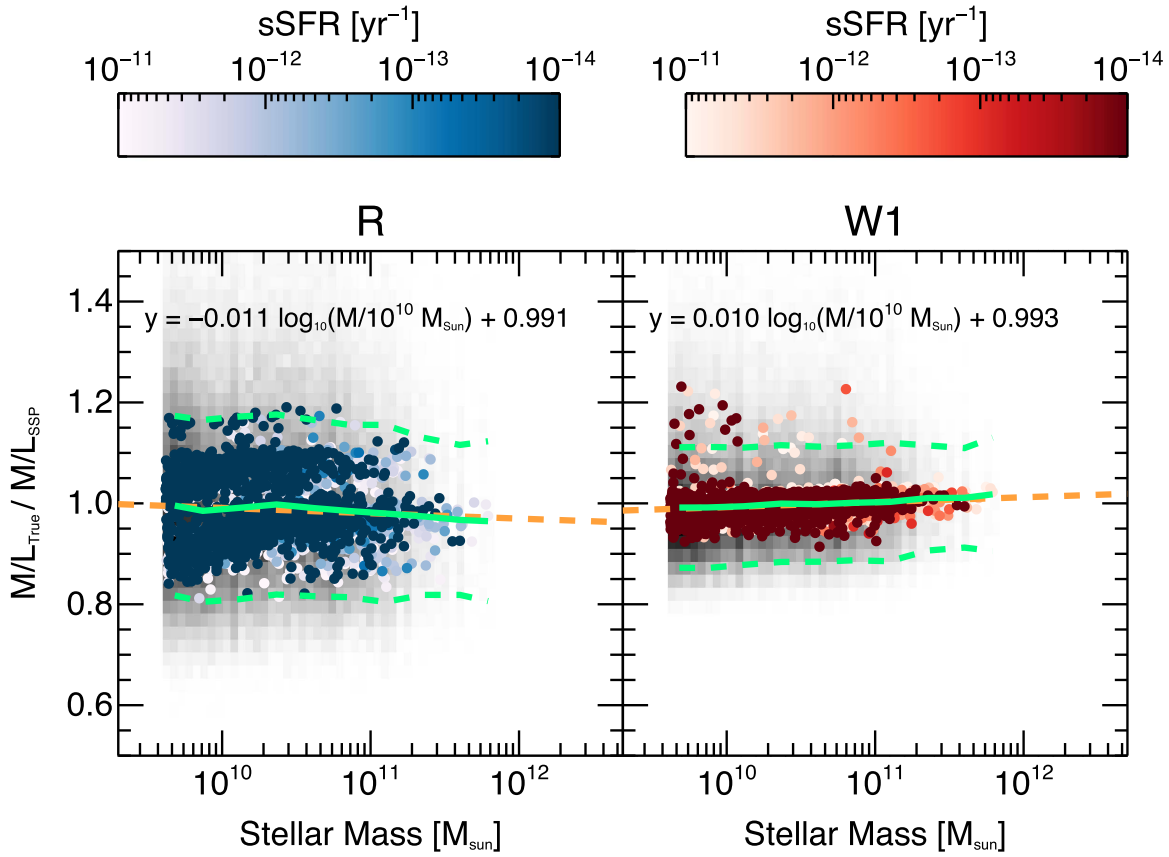 sSFR [yr⁻¹] sSFR [yr⁻¹]
10⁻¹¹ 10⁻¹² 10⁻¹³ 10⁻¹⁴ 10⁻¹¹ 10⁻¹² 10⁻¹³ 10⁻¹⁴
R W1
y = −0.011 log₁₀(M/10¹⁰ M_Sun) + 0.991 y = 0.010 log₁₀(M/10¹⁰ M_Sun) + 0.993
M/L_True / M/L_SSP
1.4
1.2
1.0
0.8
0.6
10¹⁰ 10¹¹ 10¹² 10¹⁰ 10¹¹ 10¹²
Stellar Mass [M_sun] Stellar Mass [M_sun]